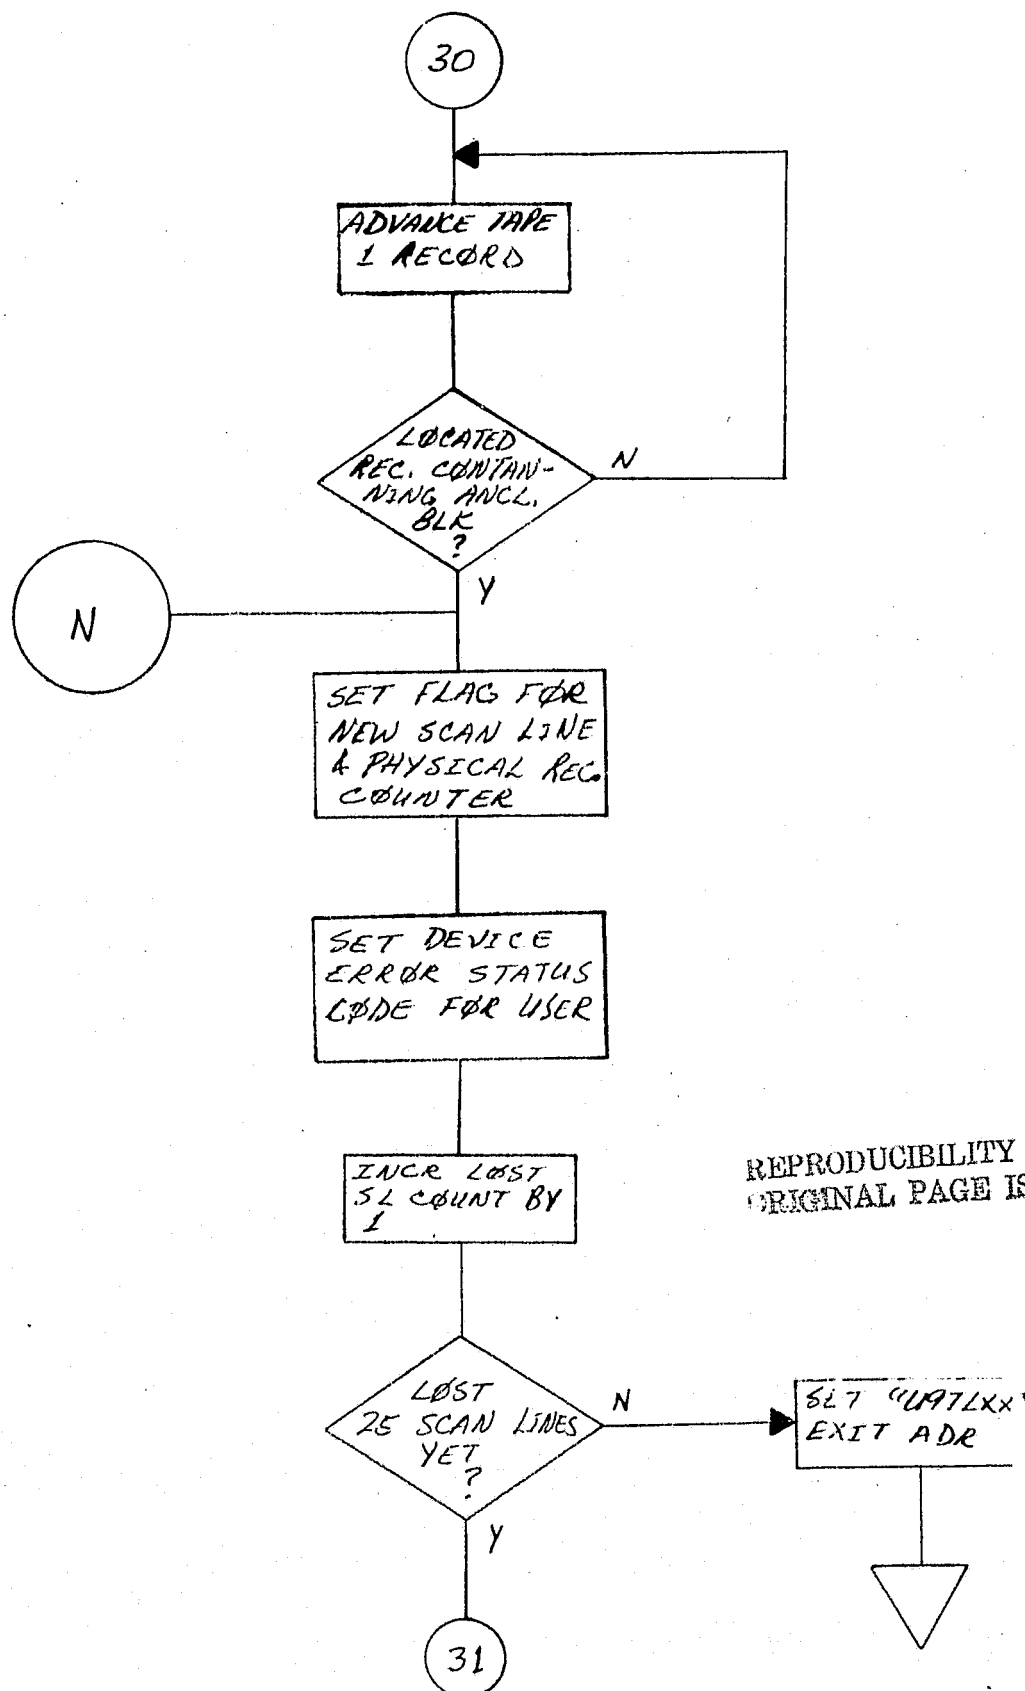 30
ADVANCE TAPE
1 RECØRD
LØCATED
REC. CØNTAN-
NING ANCL.
BLK
?
N
Y
N
SET FLAG FØR
NEW SCAN LINE
& PHYSICAL REC.
CØUNTER
SET DEVICE
ERRØR STATUS
CØDE FØR USER
INCR LØST
SL CØUNT BY
1
REPRODUCIBILITY
ORIGINAL PAGE IS
LØST
25 SCAN LINES
YET
?
N
SET
EXIT ADR
Y
31